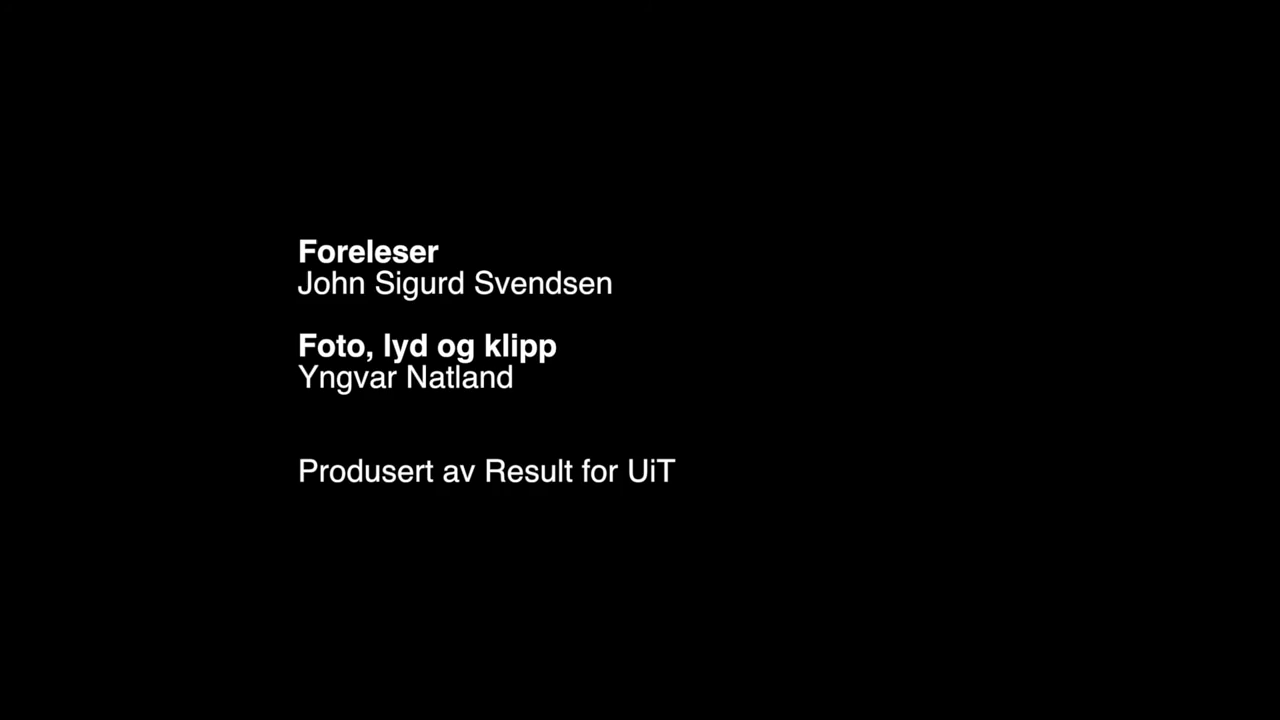 Foreleser
John Sigurd Svendsen
Foto, lyd og klipp
Yngvar Natland
Produsert av Result for UiT